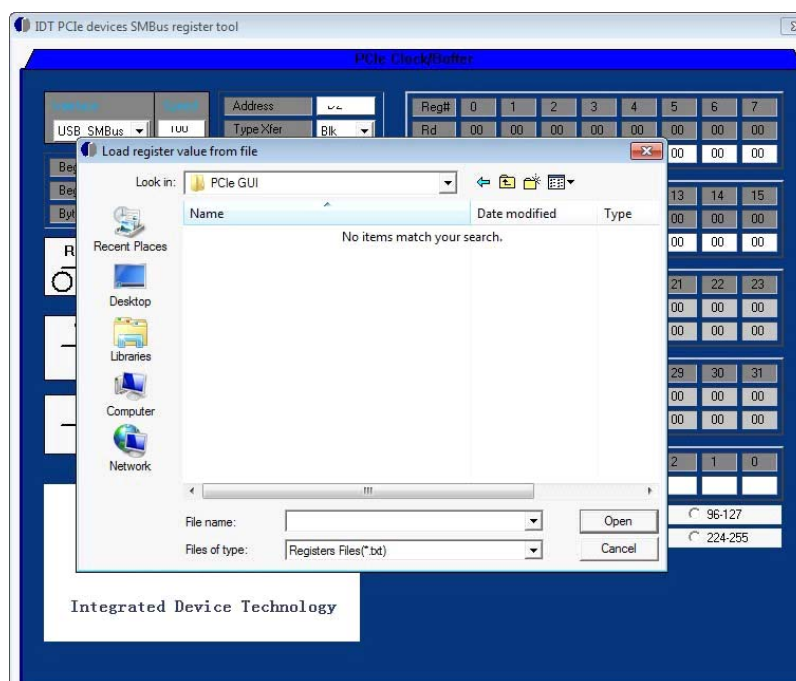 IDT PCIe devices SMBus register tool
PCIe Clock/Buffer
Address
Type Xfer Blk
USB SMBus 100
Reg# 0 1 2 3 4 5 6 7
Rd 00 00 00 00 00 00 00 00
00 00 00
Load register value from file
Look in: PCIe GUI
Name Date modified Type
No items match your search.
Recent Places
Desktop
Libraries
Computer
Network
File name: Open
Files of type: Registers Files(*.txt) Cancel
13 14 15
00 00 00
00 00 00
21 22 23
00 00 00
00 00 00
29 30 31
00 00 00
00 00 00
2 1 0
96-127
224-255
Integrated Device Technology